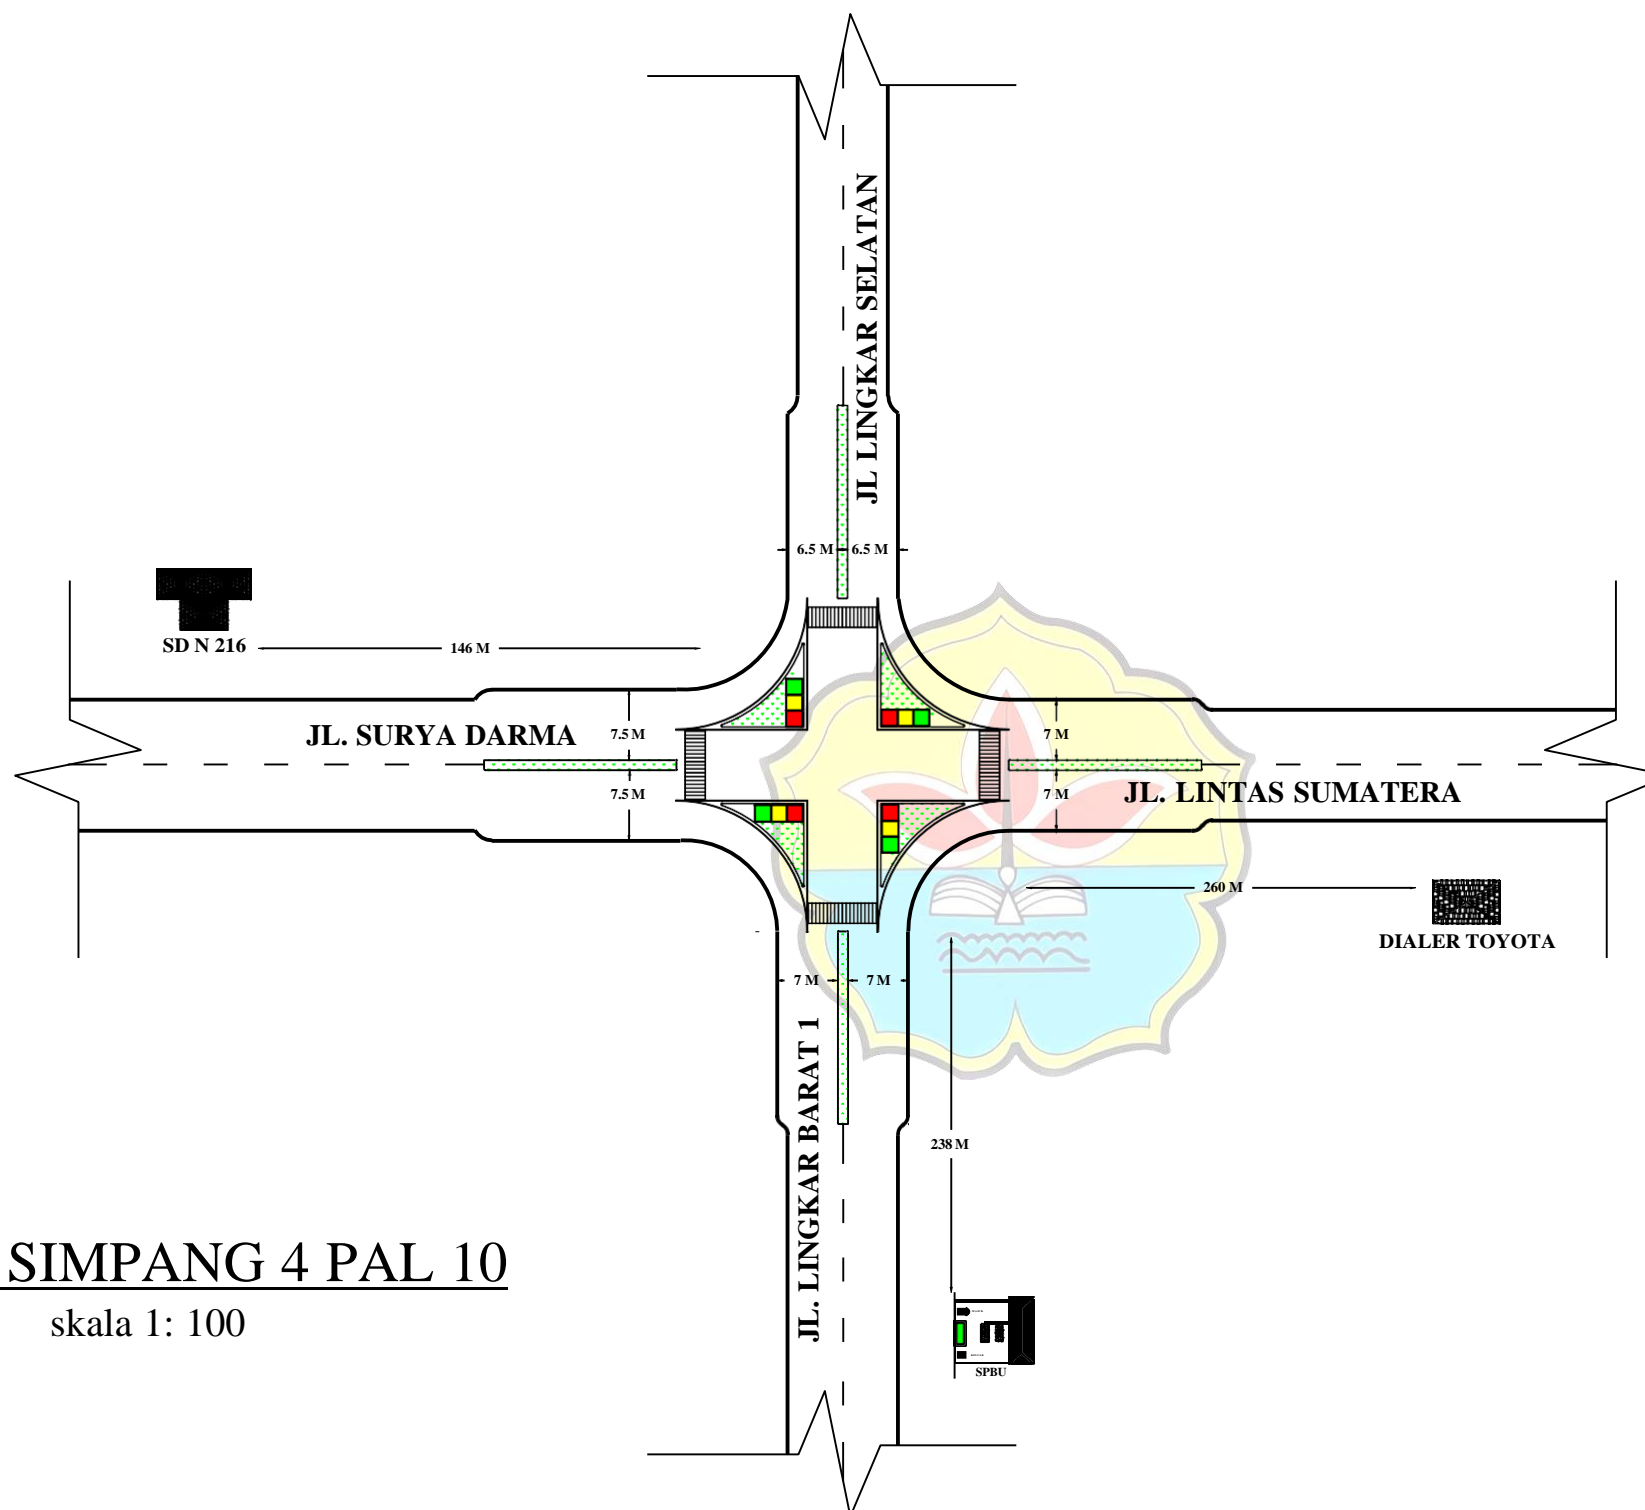 JL LINGKAR SELATAN
6.5 M 6.5 M
SD N 216
146 M
JL. SURYA DARMA
7.5 M
7.5 M
7 M
7 M
JL. LINTAS SUMATERA
260 M
DIALER TOYOTA
7 M 7 M
JL. LINGKAR BARAT 1
238 M
SIMPANG 4 PAL 10
skala 1: 100
SPBU